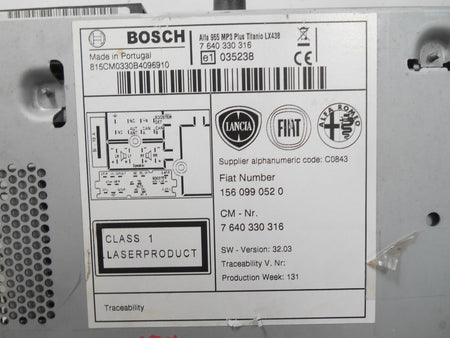 BOSCH
Made in Portugal
815CM0330B4096910
Alfa 955 MP3 Plus Titanio LX438
7 640 330 316
e1 035238
LANCIA
FIAT
ALFA ROMEO
Supplier alphanumeric code: C0843
Fiat Number
156 099 052 0
CM - Nr.
7 640 330 316
CLASS 1
LASERPRODUCT
SW - Version: 32.03
Traceability V. Nr:
Production Week: 131
Traceability